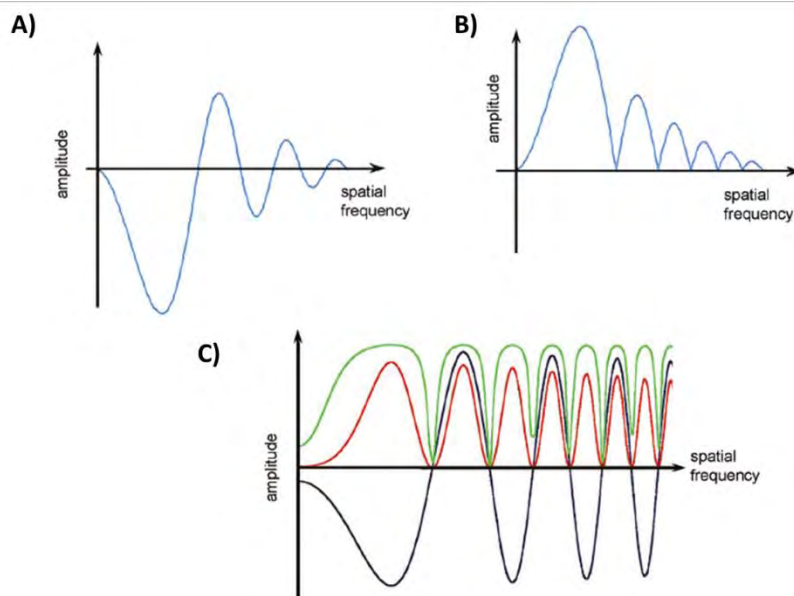 A)
amplitude
spatial
frequency
B)
amplitude
spatial
frequency
C)
amplitude
spatial
frequency